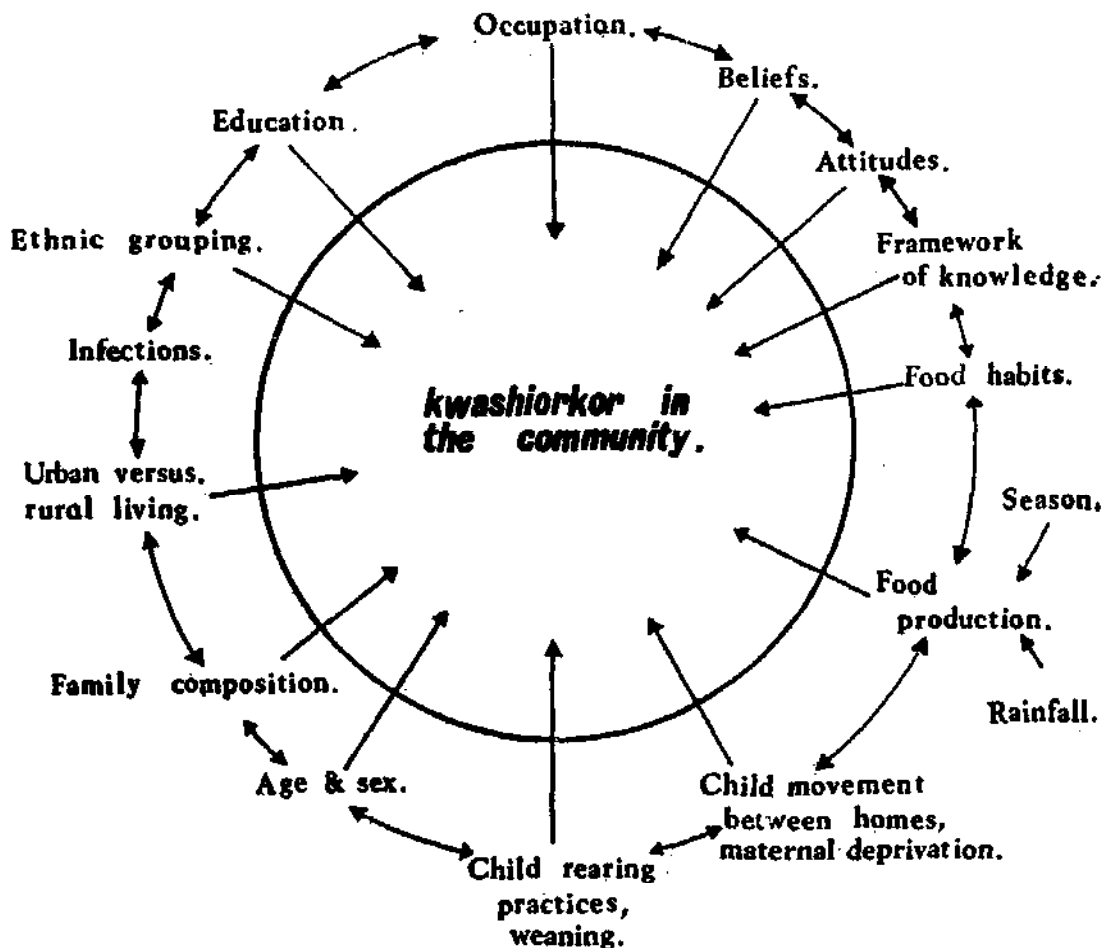 Occupation.
Beliefs.
Education.
Attitudes.
Ethnic grouping.
Framework
of knowledge.
Infections.
Food habits.
kwashiorkor in
the community.
Urban versus.
rural living.
Season.
Food
production.
Family composition.
Rainfall.
Age & sex.
Child movement
between homes,
maternal deprivation.
Child rearing
practices,
weaning.